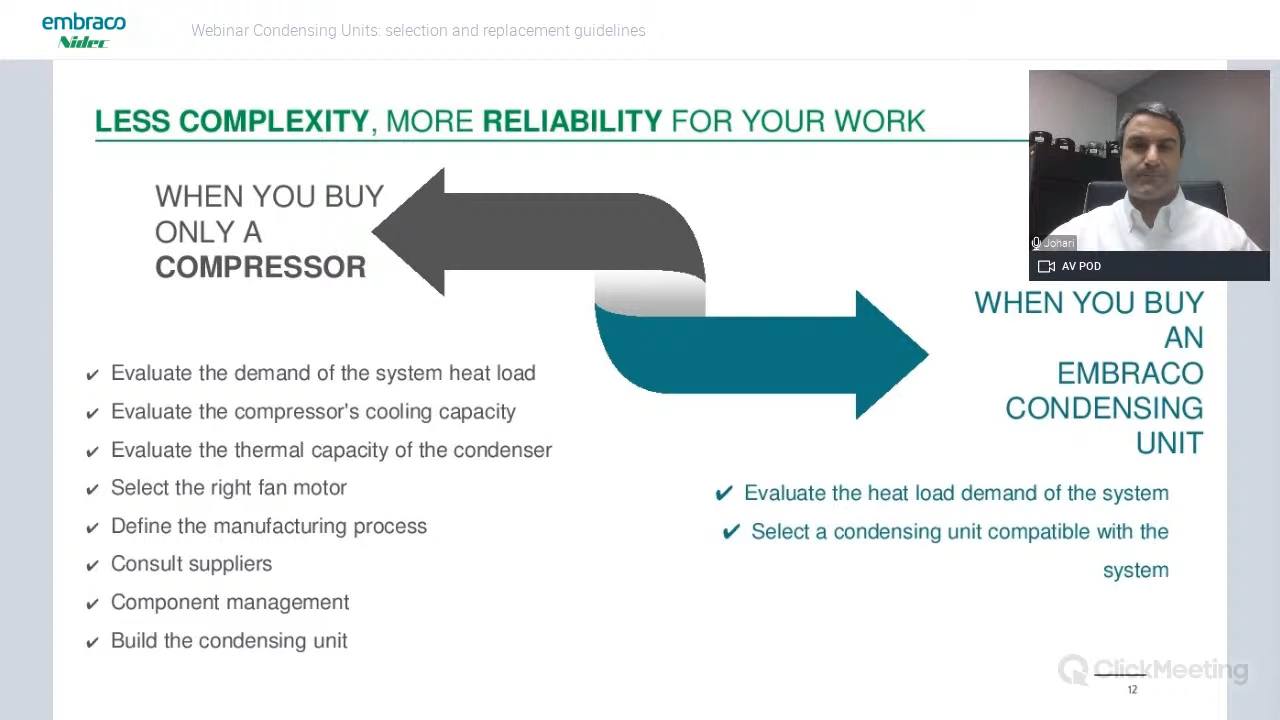 embraco
Nidec
Webinar Condensing Units: selection and replacement guidelines
LESS COMPLEXITY, MORE RELIABILITY FOR YOUR WORK
WHEN YOU BUY
ONLY A
COMPRESSOR
✔ Evaluate the demand of the system heat load
✔ Evaluate the compressor's cooling capacity
✔ Evaluate the thermal capacity of the condenser
✔ Select the right fan motor
✔ Define the manufacturing process
✔ Consult suppliers
✔ Component management
✔ Build the condensing unit
Johari
AV POD
WHEN YOU BUY
AN
EMBRACO
CONDENSING
UNIT
✔ Evaluate the heat load demand of the system
✔ Select a condensing unit compatible with the
system
ClickMeeting
12